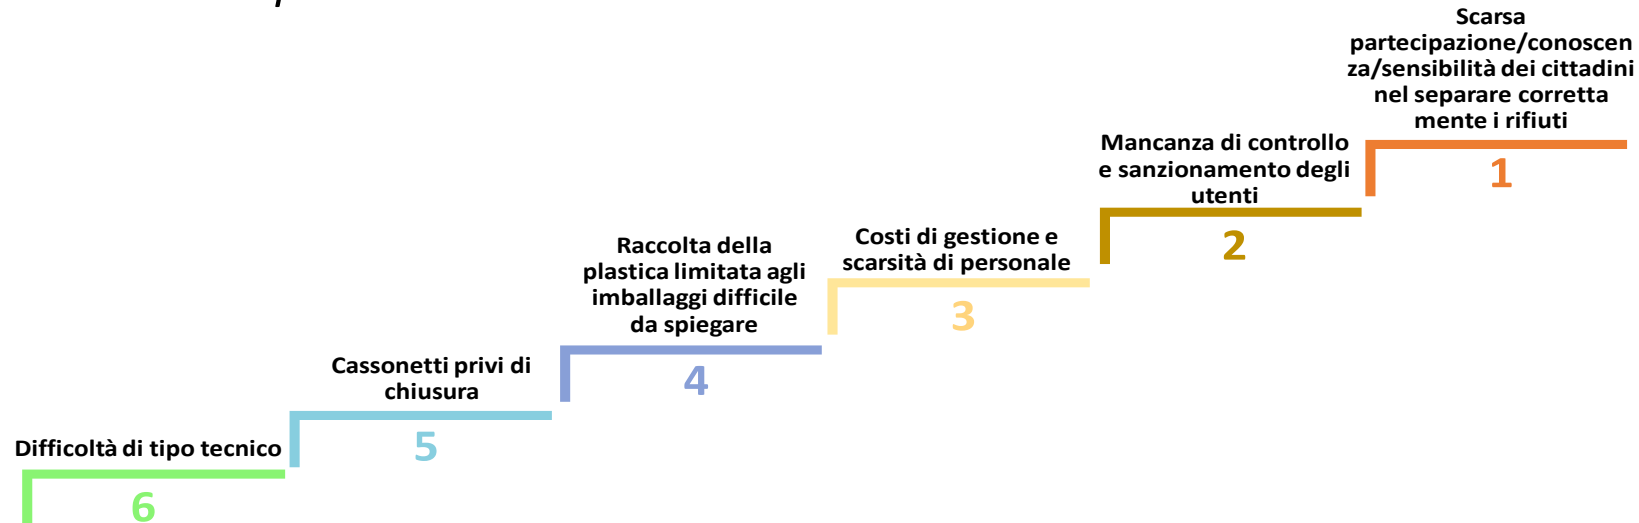 Scarsa
partecipazione/conoscen
za/sensibilità dei cittadini
nel separare corretta
mente i rifiuti
1
Mancanza di controllo
e sanzionamento degli
utenti
2
Costi di gestione e
scarsità di personale
3
Raccolta della
plastica limitata agli
imballaggi difficile
da spiegare
4
Cassonetti privi di
chiusura
5
Difficoltà di tipo tecnico
6